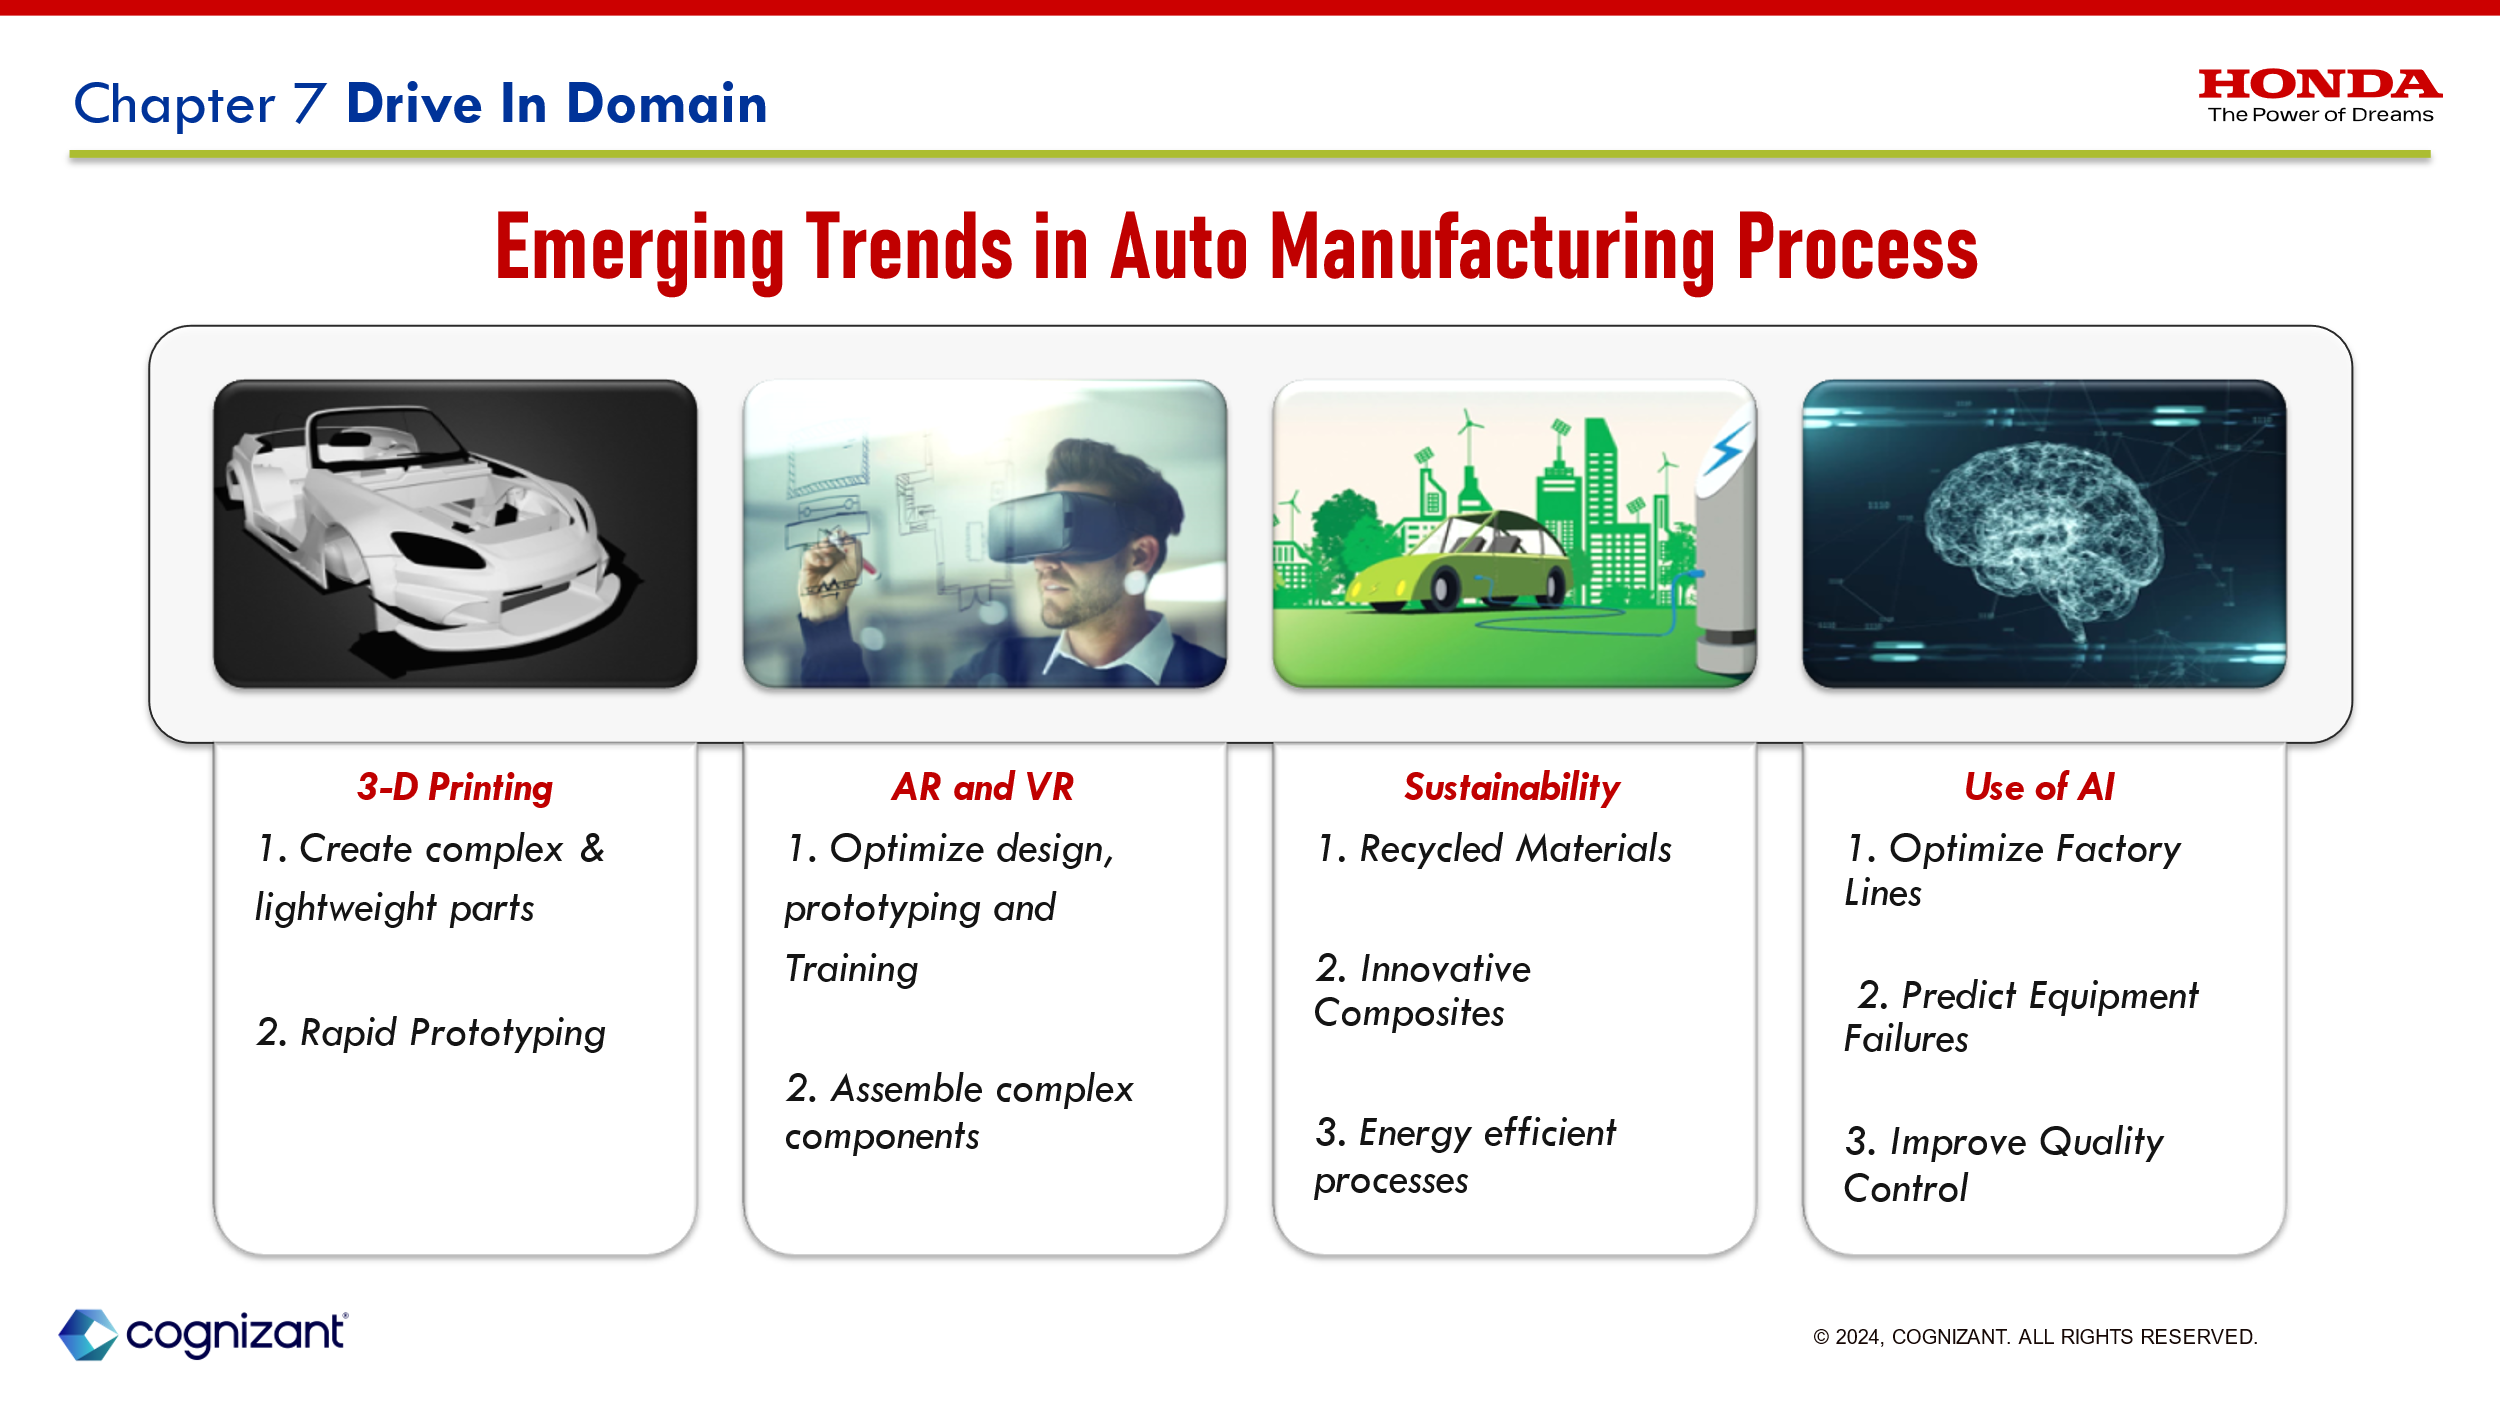 Chapter 7 Drive In Domain
HONDA
The Power of Dreams
Emerging Trends in Auto Manufacturing Process
3-D Printing
1. Create complex &
lightweight parts
2. Rapid Prototyping
AR and VR
1. Optimize design,
prototyping and
Training
2. Assemble complex
components
Sustainability
1. Recycled Materials
2. Innovative
Composites
3. Energy efficient
processes
Use of AI
1. Optimize Factory
Lines
2. Predict Equipment
Failures
3. Improve Quality
Control
cognizant®
© 2024, COGNIZANT. ALL RIGHTS RESERVED.